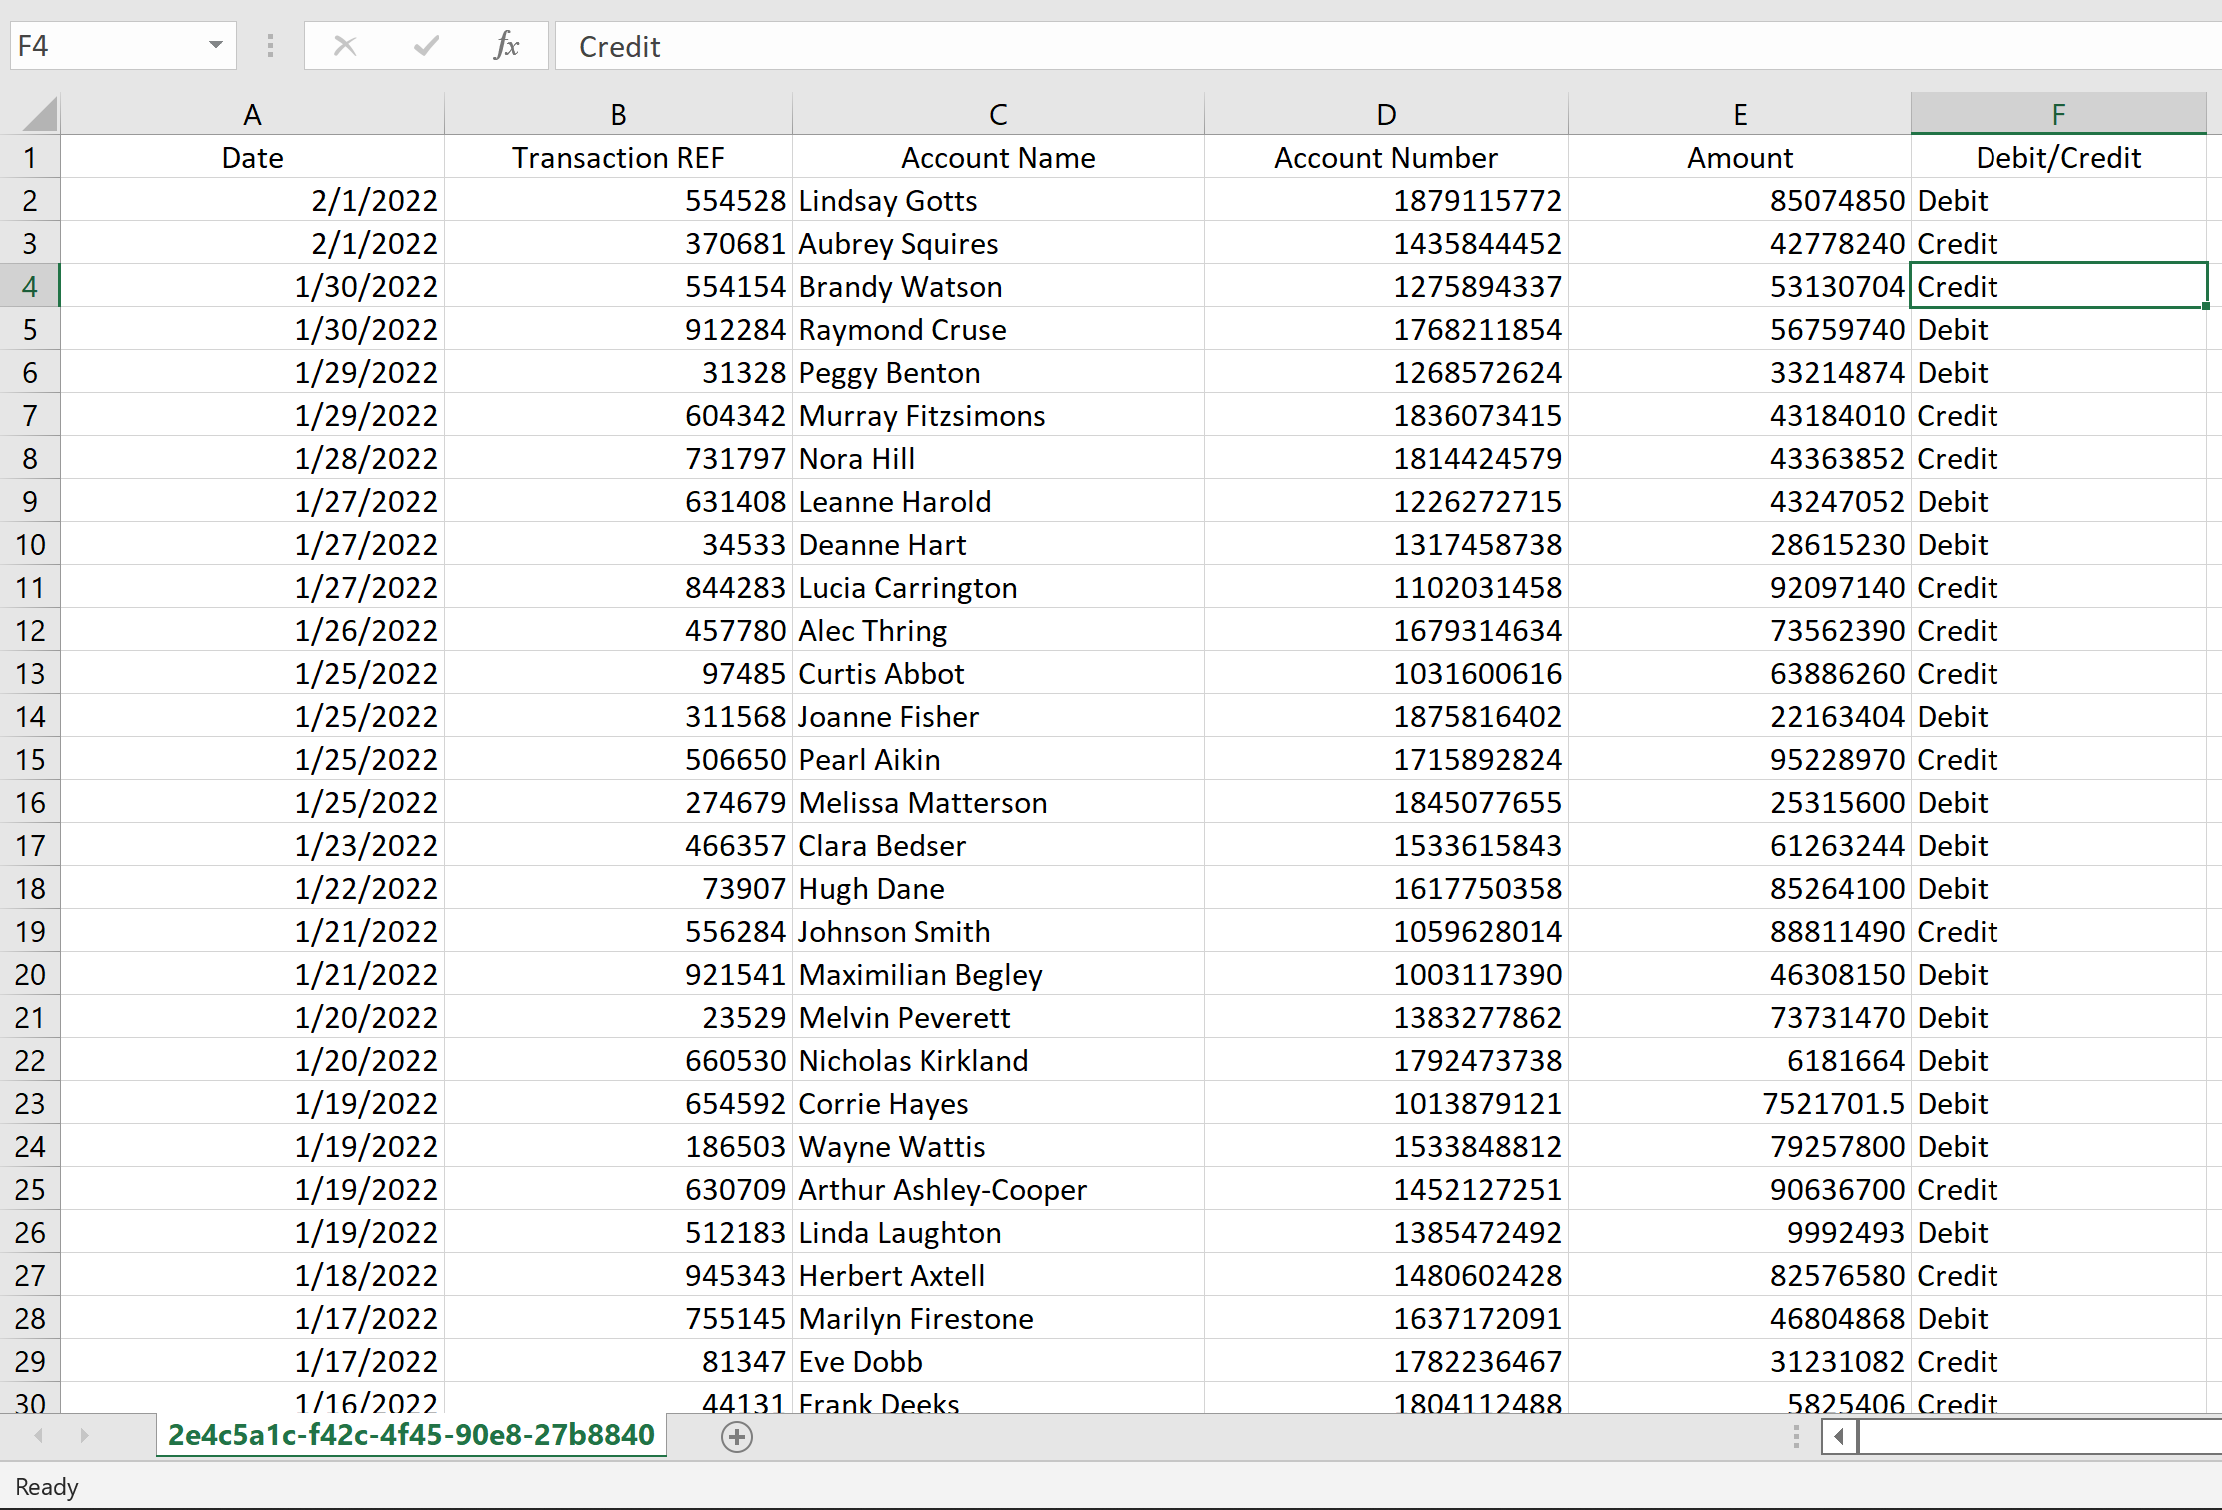 F4 fx Credit
A B C D E F
1 Date Transaction REF Account Name Account Number Amount Debit/Credit
2 2/1/2022 554528 Lindsay Gotts 1879115772 85074850 Debit
3 2/1/2022 370681 Aubrey Squires 1435844452 42778240 Credit
4 1/30/2022 554154 Brandy Watson 1275894337 53130704 Credit
5 1/30/2022 912284 Raymond Cruse 1768211854 56759740 Debit
6 1/29/2022 31328 Peggy Benton 1268572624 33214874 Debit
7 1/29/2022 604342 Murray Fitzsimons 1836073415 43184010 Credit
8 1/28/2022 731797 Nora Hill 1814424579 43363852 Credit
9 1/27/2022 631408 Leanne Harold 1226272715 43247052 Debit
10 1/27/2022 34533 Deanne Hart 1317458738 28615230 Debit
11 1/27/2022 844283 Lucia Carrington 1102031458 92097140 Credit
12 1/26/2022 457780 Alec Thring 1679314634 73562390 Credit
13 1/25/2022 97485 Curtis Abbot 1031600616 63886260 Credit
14 1/25/2022 311568 Joanne Fisher 1875816402 22163404 Debit
15 1/25/2022 506650 Pearl Aikin 1715892824 95228970 Credit
16 1/25/2022 274679 Melissa Matterson 1845077655 25315600 Debit
17 1/23/2022 466357 Clara Bedser 1533615843 61263244 Debit
18 1/22/2022 73907 Hugh Dane 1617750358 85264100 Debit
19 1/21/2022 556284 Johnson Smith 1059628014 88811490 Credit
20 1/21/2022 921541 Maximilian Begley 1003117390 46308150 Debit
21 1/20/2022 23529 Melvin Peverett 1383277862 73731470 Debit
22 1/20/2022 660530 Nicholas Kirkland 1792473738 6181664 Debit
23 1/19/2022 654592 Corrie Hayes 1013879121 7521701.5 Debit
24 1/19/2022 186503 Wayne Wattis 1533848812 79257800 Debit
25 1/19/2022 630709 Arthur Ashley-Cooper 1452127251 90636700 Credit
26 1/19/2022 512183 Linda Laughton 1385472492 9992493 Debit
27 1/18/2022 945343 Herbert Axtell 1480602428 82576580 Credit
28 1/17/2022 755145 Marilyn Firestone 1637172091 46804868 Debit
29 1/17/2022 81347 Eve Dobb 1782236467 31231082 Credit
30 1/16/2022 44131 Frank Deeks 1804112488 5825406 Credit
2e4c5a1c-f42c-4f45-90e8-27b8840
Ready